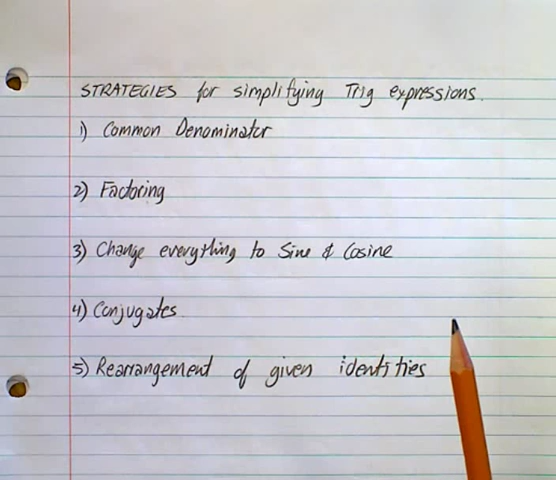 STRATEGIES for simplifying Trig expressions.
1) Common Denominator
2) Factoring
3) Change everything to Sine & Cosine
4) Conjugates
5) Rearrangement of given identities